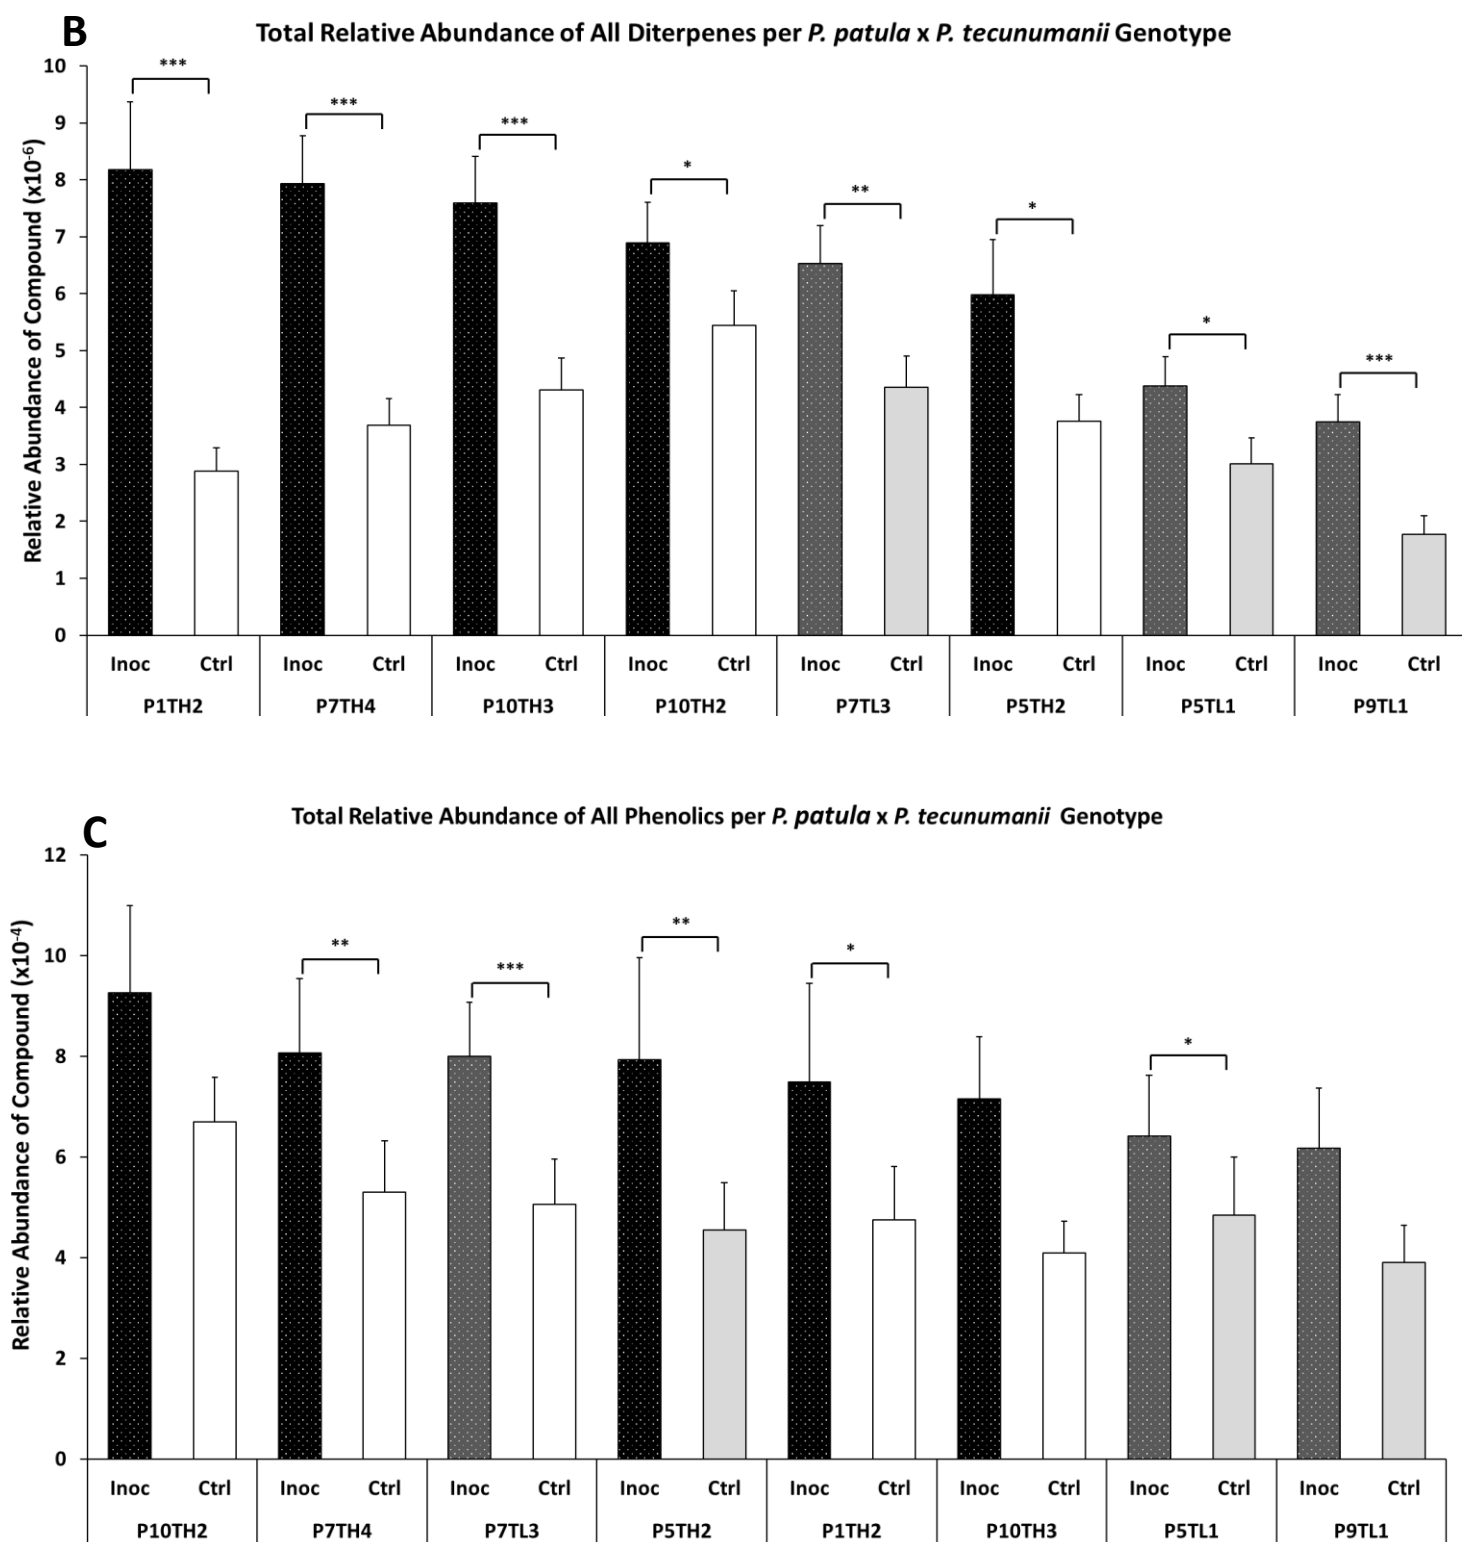 B
Total Relative Abundance of All Diterpenes per P. patula x P. tecunumanii Genotype
Relative Abundance of Compound (x10-6)
10
9
8
7
6
5
4
3
2
1
0
*** *** *** * ** * * ***
Inoc Ctrl Inoc Ctrl Inoc Ctrl Inoc Ctrl Inoc Ctrl Inoc Ctrl Inoc Ctrl Inoc Ctrl
P1TH2 P7TH4 P10TH3 P10TH2 P7TL3 P5TH2 P5TL1 P9TL1
C
Total Relative Abundance of All Phenolics per P. patula x P. tecunumanii Genotype
Relative Abundance of Compound (x10-4)
12
10
8
6
4
2
0
** *** ** * *
Inoc Ctrl Inoc Ctrl Inoc Ctrl Inoc Ctrl Inoc Ctrl Inoc Ctrl Inoc Ctrl Inoc Ctrl
P10TH2 P7TH4 P7TL3 P5TH2 P1TH2 P10TH3 P5TL1 P9TL1